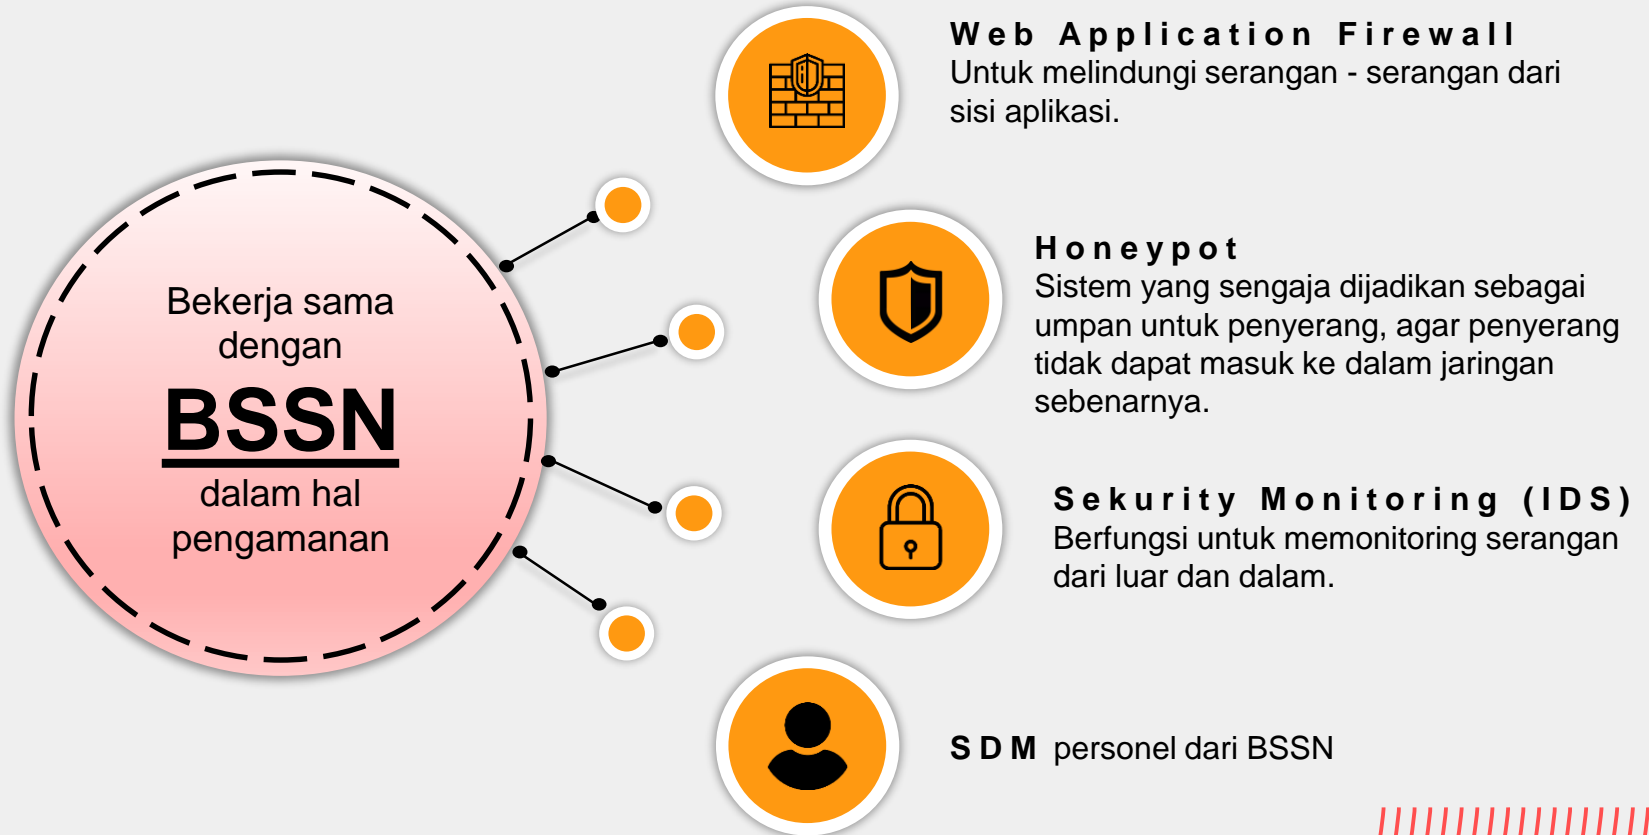 Bekerja sama
dengan
BSSN
dalam hal
pengamanan
Web Application Firewall
Untuk melindungi serangan - serangan dari
sisi aplikasi.
Honeypot
Sistem yang sengaja dijadikan sebagai
umpan untuk penyerang, agar penyerang
tidak dapat masuk ke dalam jaringan
sebenarnya.
Sekurity Monitoring (IDS)
Berfungsi untuk memonitoring serangan
dari luar dan dalam.
SDM personel dari BSSN